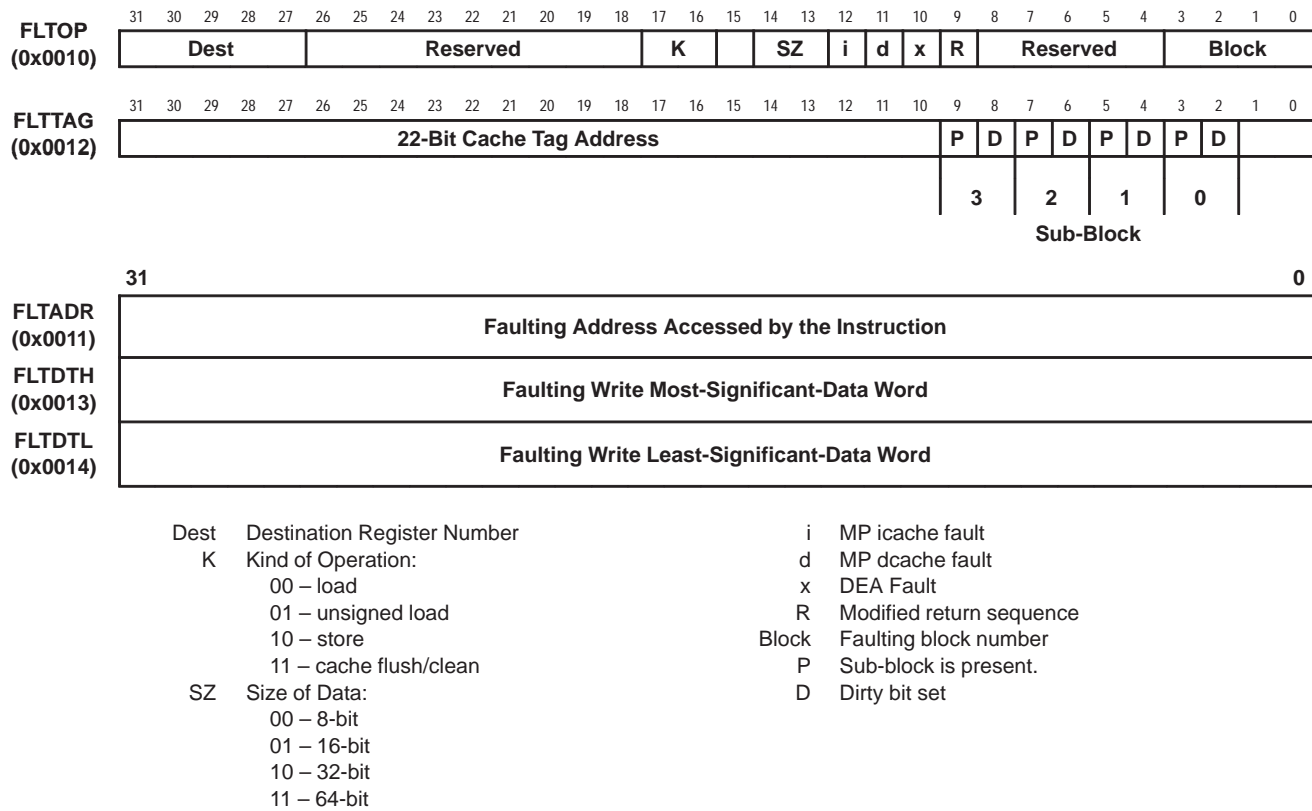 31 30 29 28 27 26 25 24 23 22 21 20 19 18 17 16 15 14 13 12 11 10 9 8 7 6 5 4 3 2 1 0
FLTOP
(0x0010)
Dest Reserved K SZ i d x R Reserved Block
31 30 29 28 27 26 25 24 23 22 21 20 19 18 17 16 15 14 13 12 11 10 9 8 7 6 5 4 3 2 1 0
FLTTAG
(0x0012)
22-Bit Cache Tag Address P D P D P D P D
3 2 1 0
Sub-Block
31 0
FLTADR
(0x0011)
Faulting Address Accessed by the Instruction
FLTDTH
(0x0013)
Faulting Write Most-Significant-Data Word
FLTDTL
(0x0014)
Faulting Write Least-Significant-Data Word
Dest Destination Register Number
K Kind of Operation:
00 – load
01 – unsigned load
10 – store
11 – cache flush/clean
SZ Size of Data:
00 – 8-bit
01 – 16-bit
10 – 32-bit
11 – 64-bit
i MP icache fault
d MP dcache fault
x DEA Fault
R Modified return sequence
Block Faulting block number
P Sub-block is present.
D Dirty bit set